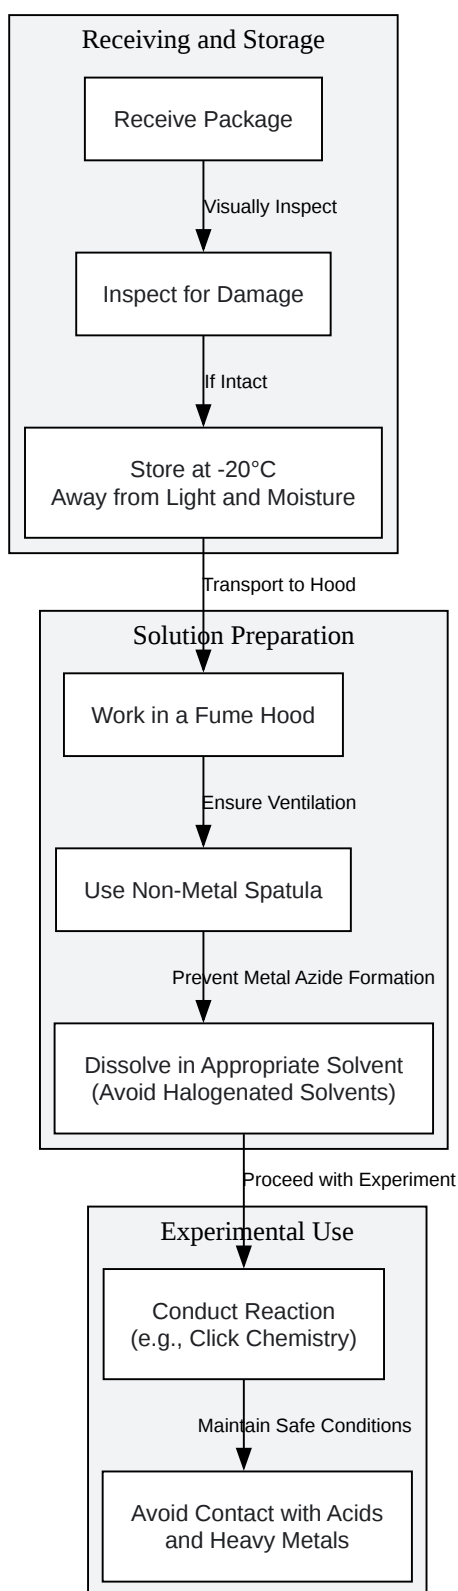 Receiving and Storage
Receive Package
Visually Inspect
Inspect for Damage
If Intact
Store at -20°C
Away from Light and Moisture
Transport to Hood
Solution Preparation
Work in a Fume Hood
Ensure Ventilation
Use Non-Metal Spatula
Prevent Metal Azide Formation
Dissolve in Appropriate Solvent
(Avoid Halogenated Solvents)
Proceed with Experiment
Experimental Use
Conduct Reaction
(e.g., Click Chemistry)
Maintain Safe Conditions
Avoid Contact with Acids
and Heavy Metals